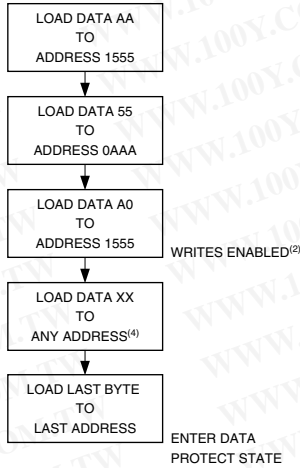 LOAD DATA AA
TO
ADDRESS 1555
LOAD DATA 55
TO
ADDRESS 0AAA
LOAD DATA A0
TO
ADDRESS 1555
WRITES ENABLED(2)
LOAD DATA XX
TO
ANY ADDRESS(4)
LOAD LAST BYTE
TO
LAST ADDRESS
ENTER DATA
PROTECT STATE